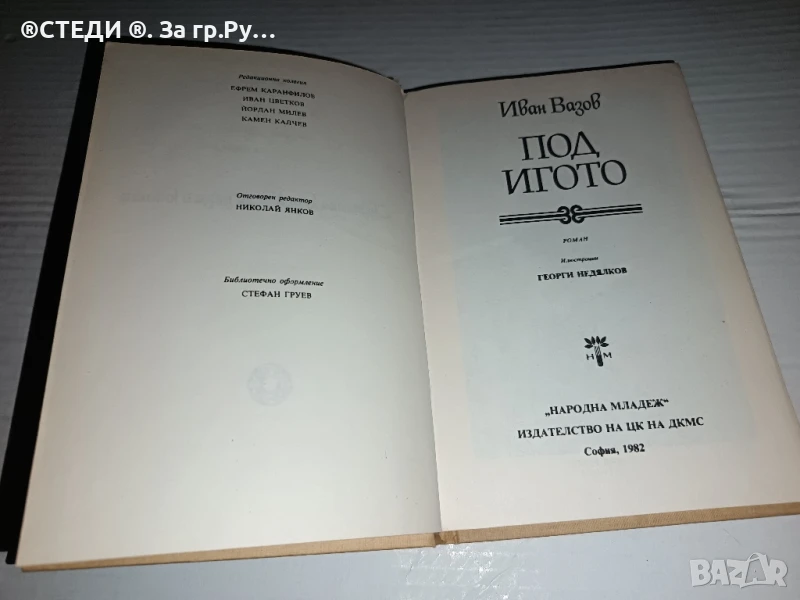 ®СТЕДИ ®. За гр.Ру...
Редакционна колегия
ЕФРЕМ КАРАНФИЛОВ
ИВАН ЦВЕТКОВ
ЙОРДАН МИЛЕВ
КАМЕН КАЛЧЕВ
Отговорен редактор
НИКОЛАЙ ЯНКОВ
Библиотечно оформление
СТЕФАН ГРУЕВ
Иван Вазов
ПОД
ИГОТО
РОМАН
Илюстрации
ГЕОРГИ НЕДЯЛКОВ
Н М
„НАРОДНА МЛАДЕЖ“
ИЗДАТЕЛСТВО НА ЦК НА ДКМС
София, 1982
BAZAR